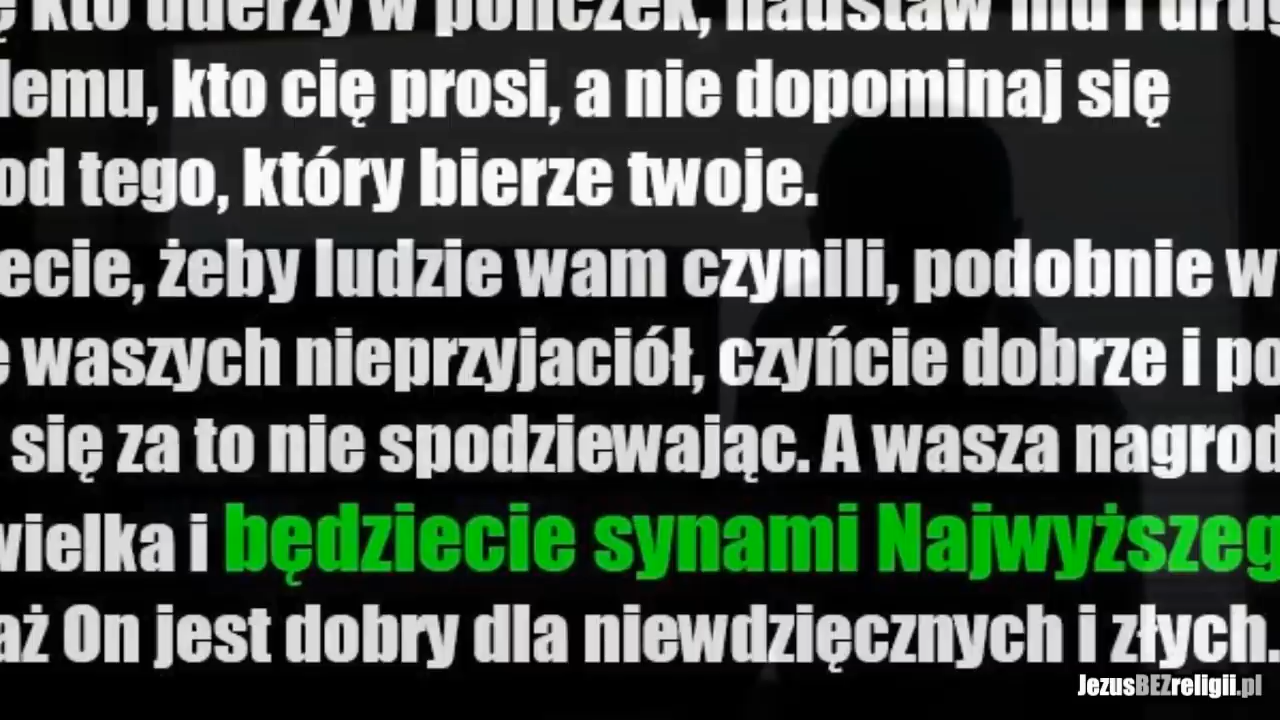 kto uderzy w policzek, nadstaw mu i drug
lemu, kto cię prosi, a nie dopominaj się
od tego, który bierze twoje.
ecie, żeby ludzie wam czynili, podobnie w
waszych nieprzyjaciół, czyńcie dobrze i po
się za to nie spodziewając. A wasza nagrod
wielka i będziecie synami Najwyższeg
aż On jest dobry dla niewdzięcznych i złych.
JezusBEZreligii.pl